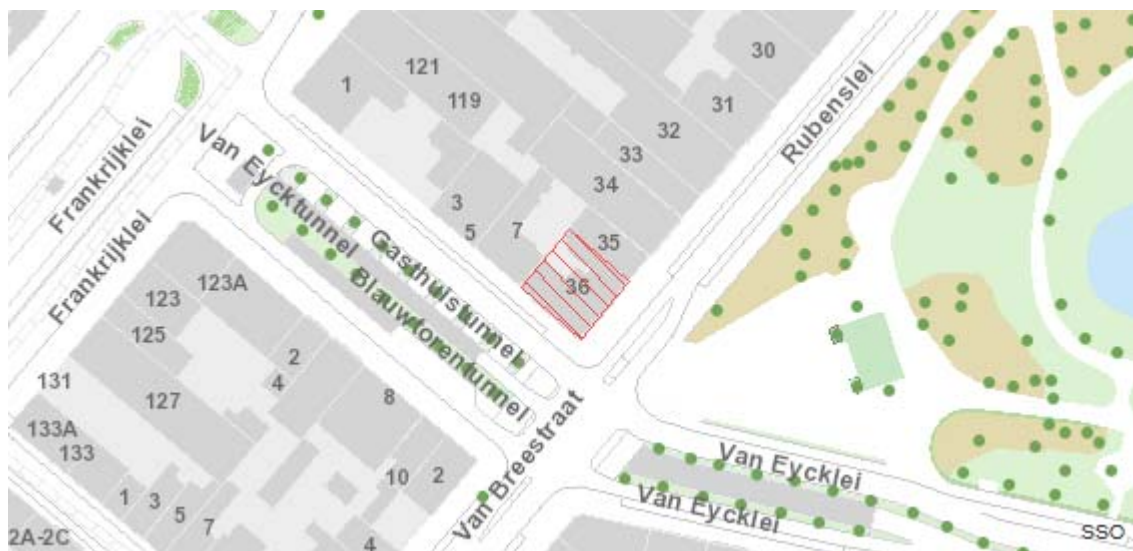 30
121
1
119
31
Rubenslei
32
Frankrijklei
Van Eycktunnel
33
34
3
5
7
35
Gasthuistunnel
Frankrijklei
123A
123
36
Blauwtorentunnel
125
2
4
131
127
8
133A
133
Van Breestraat
10
2
Van Eycklei
1
3
5
7
Van Eycklei
2A-2C
4
SSO